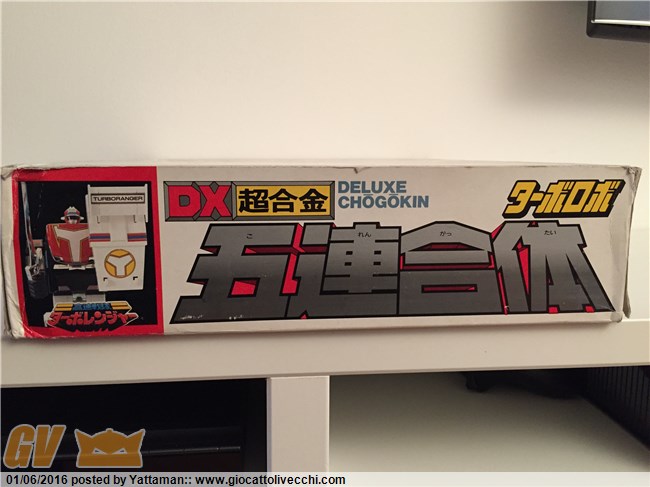 TURBORANGER
ターボレンジャー
DX 超合金 DELUXE CHŌGŌKIN
ターボロボ
ご れん がっ たい
五連合体
GV
01/06/2016 posted by Yattaman:: www.giocattolivecchi.com